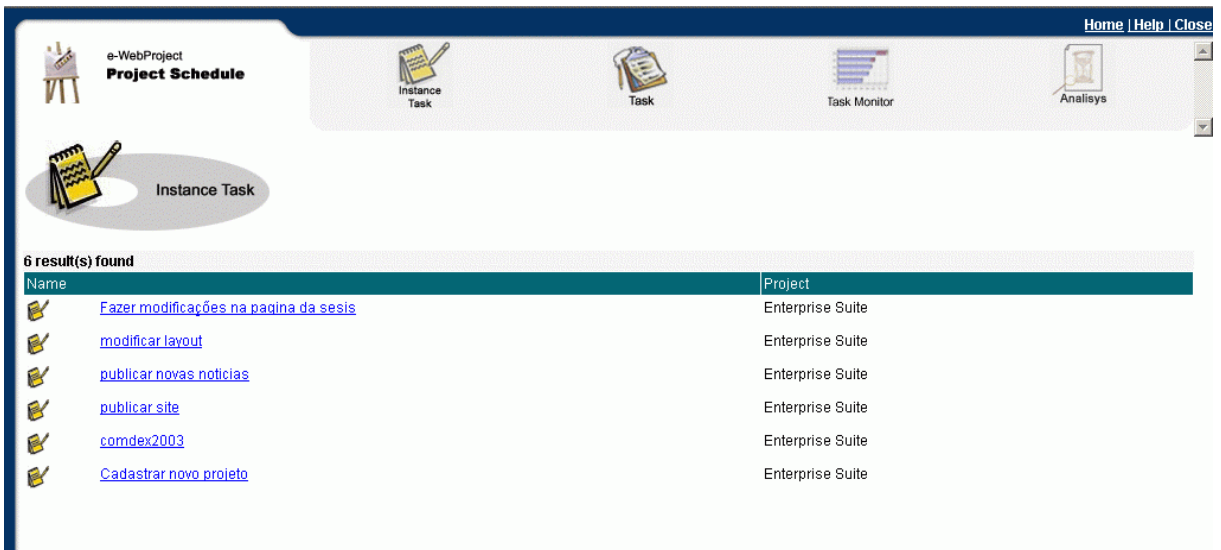 Home | Help | Close
e-WebProject
Project Schedule
Instance
Task
Task
Task Monitor
Analisys
Instance Task
6 result(s) found
Name Project
Fazer modificações na pagina da sesis Enterprise Suite
modificar layout Enterprise Suite
publicar novas noticias Enterprise Suite
publicar site Enterprise Suite
comdex2003 Enterprise Suite
Cadastrar novo projeto Enterprise Suite